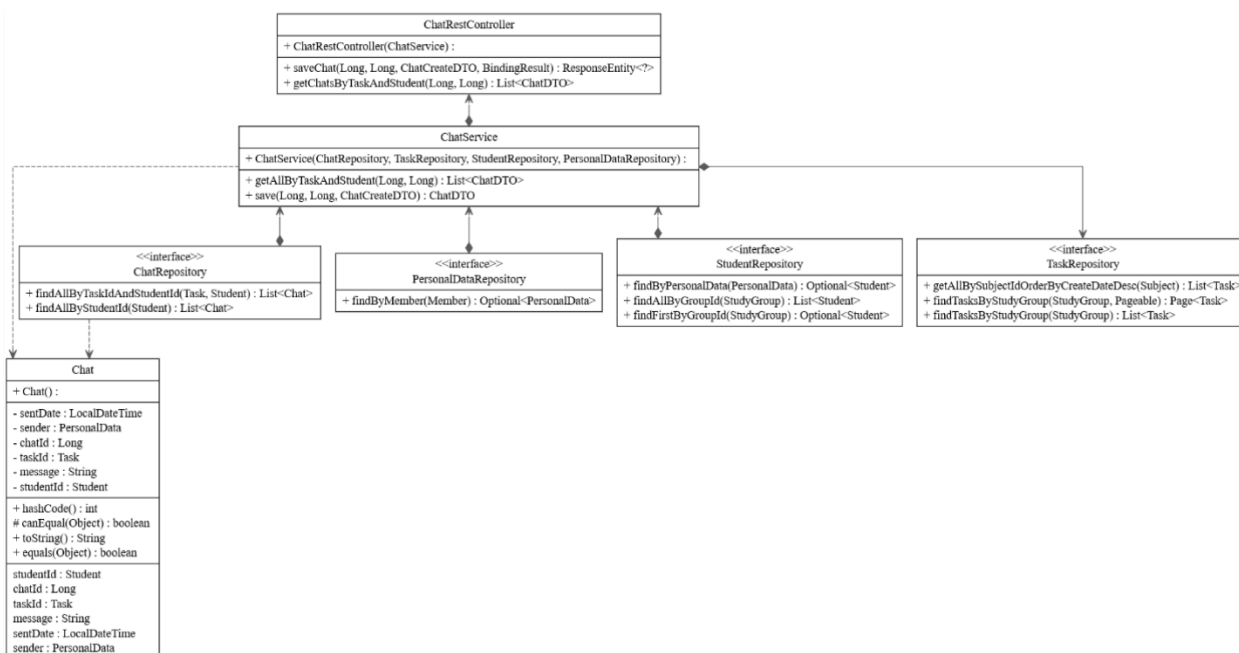 ChatRestController
+ ChatRestController(ChatService) :
+ saveChat(Long, Long, ChatCreateDTO, BindingResult) : ResponseEntity<?>
+ getChatsByTaskAndStudent(Long, Long) : List<ChatDTO>
ChatService
+ ChatService(ChatRepository, TaskRepository, StudentRepository, PersonalDataRepository) :
+ getAllByTaskAndStudent(Long, Long) : List<ChatDTO>
+ save(Long, Long, ChatCreateDTO) : ChatDTO
<<interface>>
ChatRepository
+ findAllByTaskIdAndStudentId(Task, Student) : List<Chat>
+ findAllByStudentId(Student) : List<Chat>
<<interface>>
PersonalDataRepository
+ findByMember(Member) : Optional<PersonalData>
<<interface>>
StudentRepository
+ findByPersonalData(PersonalData) : Optional<Student>
+ findAllByGroupId(StudyGroup) : List<Student>
+ findFirstByGroupId(StudyGroup) : Optional<Student>
<<interface>>
TaskRepository
+ getAllBySubjectIdOrderByCreateDateDesc(Subject) : List<Task>
+ findTasksByStudyGroup(StudyGroup, Pageable) : Page<Task>
+ findTasksByStudyGroup(StudyGroup) : List<Task>
Chat
+ Chat() :
- sentDate : LocalDateTime
- sender : PersonalData
- chatId : Long
- taskId : Task
- message : String
- studentId : Student
+ hashCode() : int
# canEqual(Object) : boolean
+ toString() : String
+ equals(Object) : boolean
studentId : Student
chatId : Long
taskId : Task
message : String
sentDate : LocalDateTime
sender : PersonalData